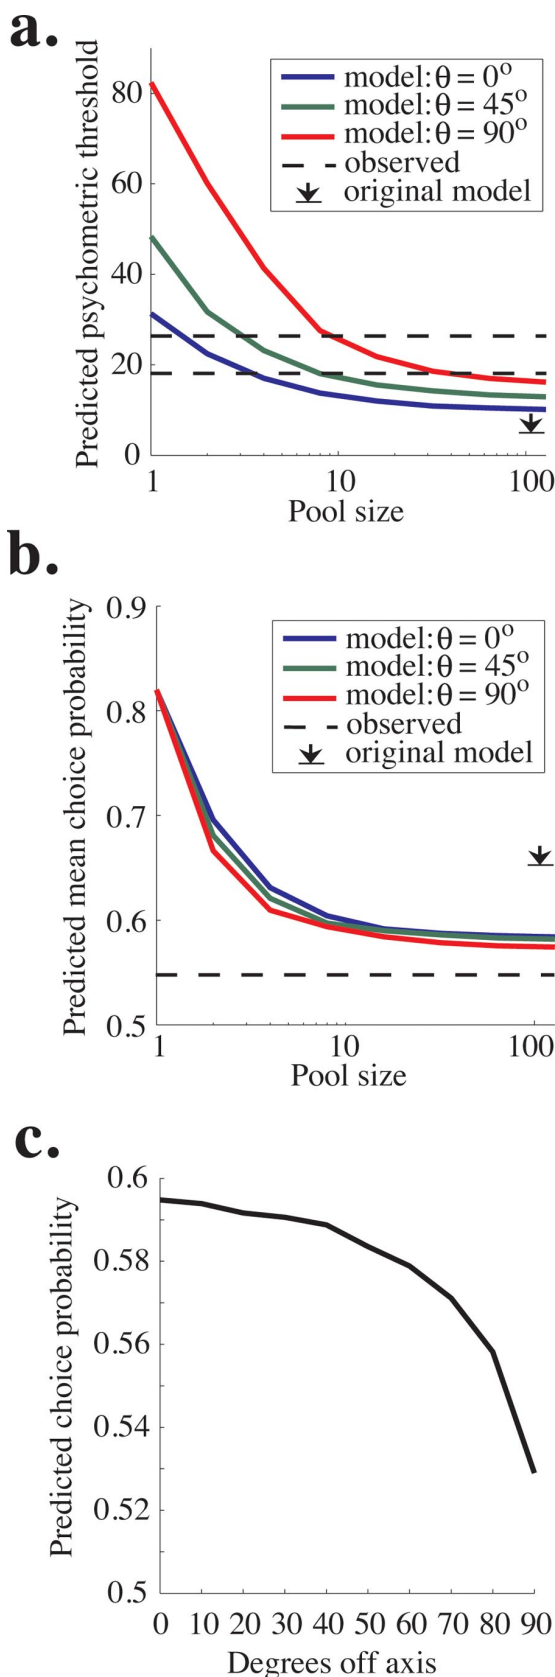 a.
Predicted psychometric threshold
80
60
40
20
0
model: θ = 0°
model: θ = 45°
model: θ = 90°
observed
original model
1
10
100
Pool size
b.
Predicted mean choice probability
0.9
0.8
0.7
0.6
0.5
model: θ = 0°
model: θ = 45°
model: θ = 90°
observed
original model
1
10
100
Pool size
c.
Predicted choice probability
0.6
0.58
0.56
0.54
0.52
0.5
0 10 20 30 40 50 60 70 80 90
Degrees off axis